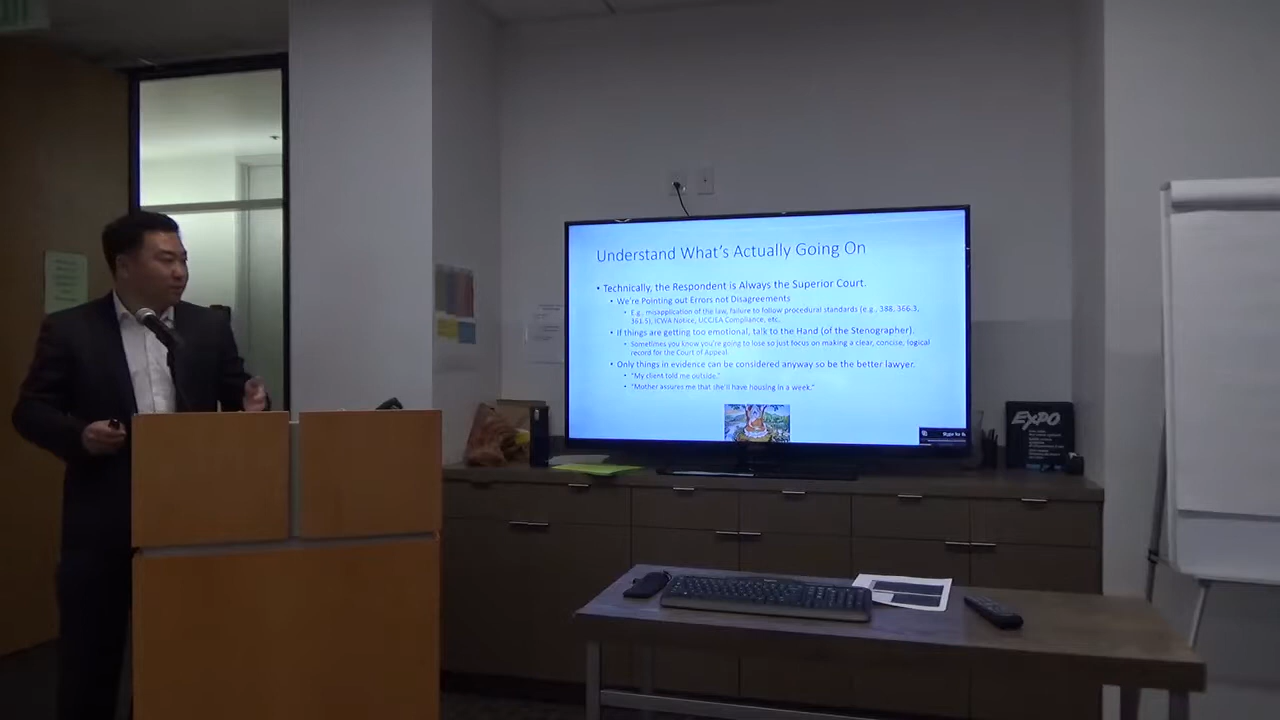 Understand What's Actually Going On
• Technically, the Respondent is Always the Superior Court.
• We're Pointing out Errors not Disagreements
• E.g., misapplication of the law, failure to follow procedural standards (e.g., 388, 366.3,
361.5), ICWA Notice, UCCJEA Compliance, etc.
• If things are getting too emotional, talk to the Hand (of the Stenographer).
• Sometimes you know you're going to lose so just focus on making a clear, concise, logical
record for the Court of Appeal.
• Only things in evidence can be considered anyway so be the better lawyer.
• "My client told me outside."
• "Mother assures me that she'll have housing in a week."
Skype for
EXPO